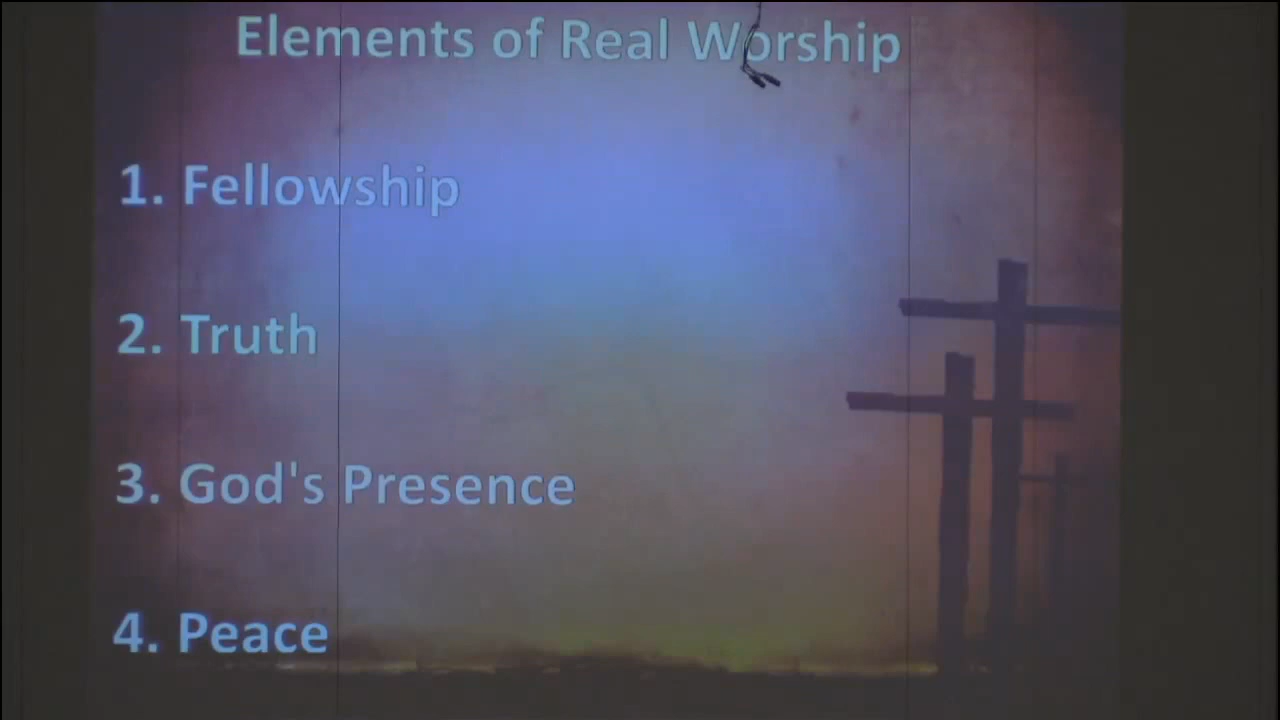 Elements of Real Worship
1. Fellowship
2. Truth
3. God's Presence
4. Peace